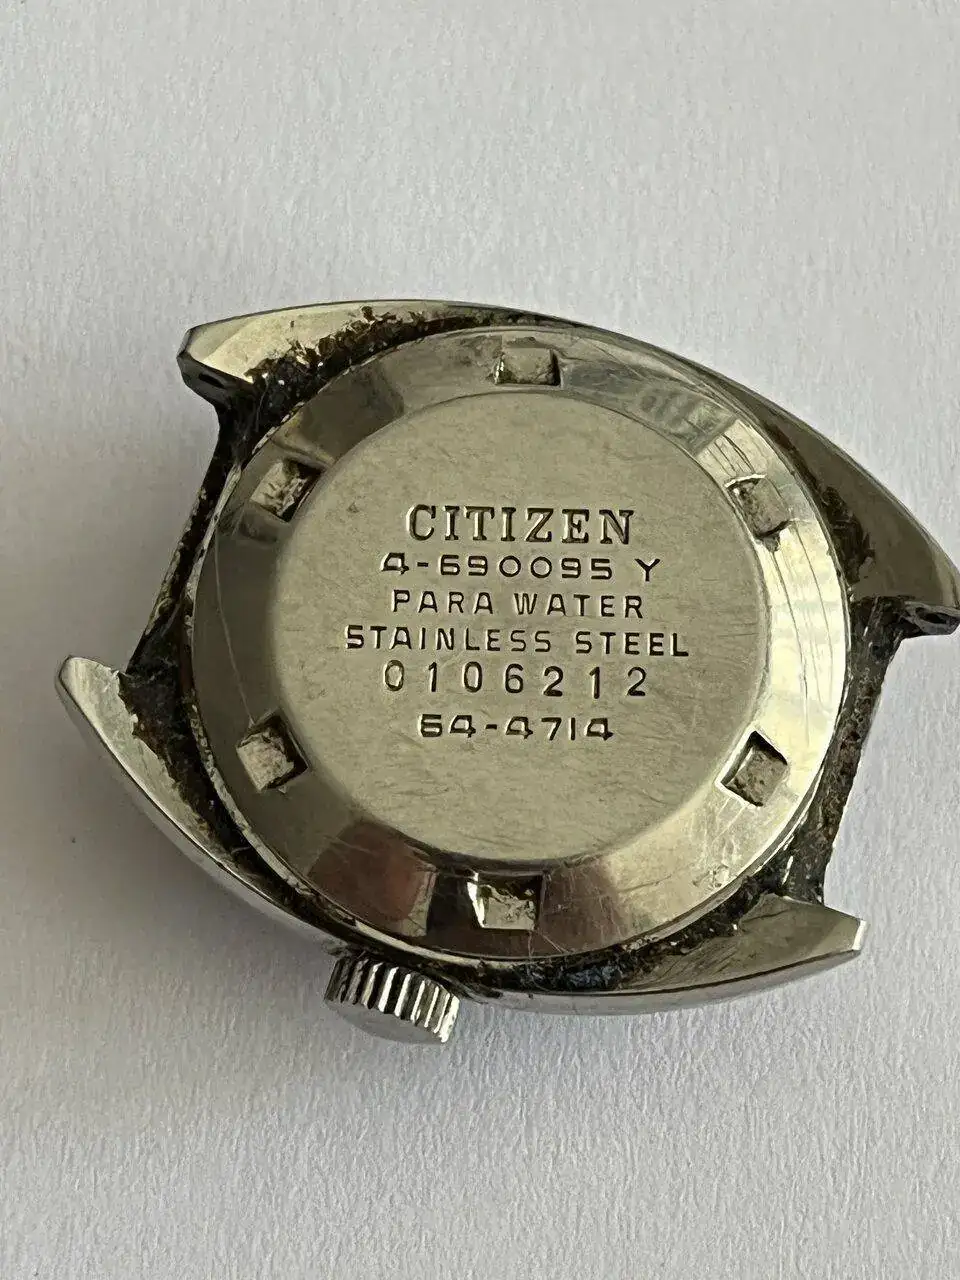 CITIZEN
4-690095 Y
PARA WATER
STAINLESS STEEL
0106212
64-4714